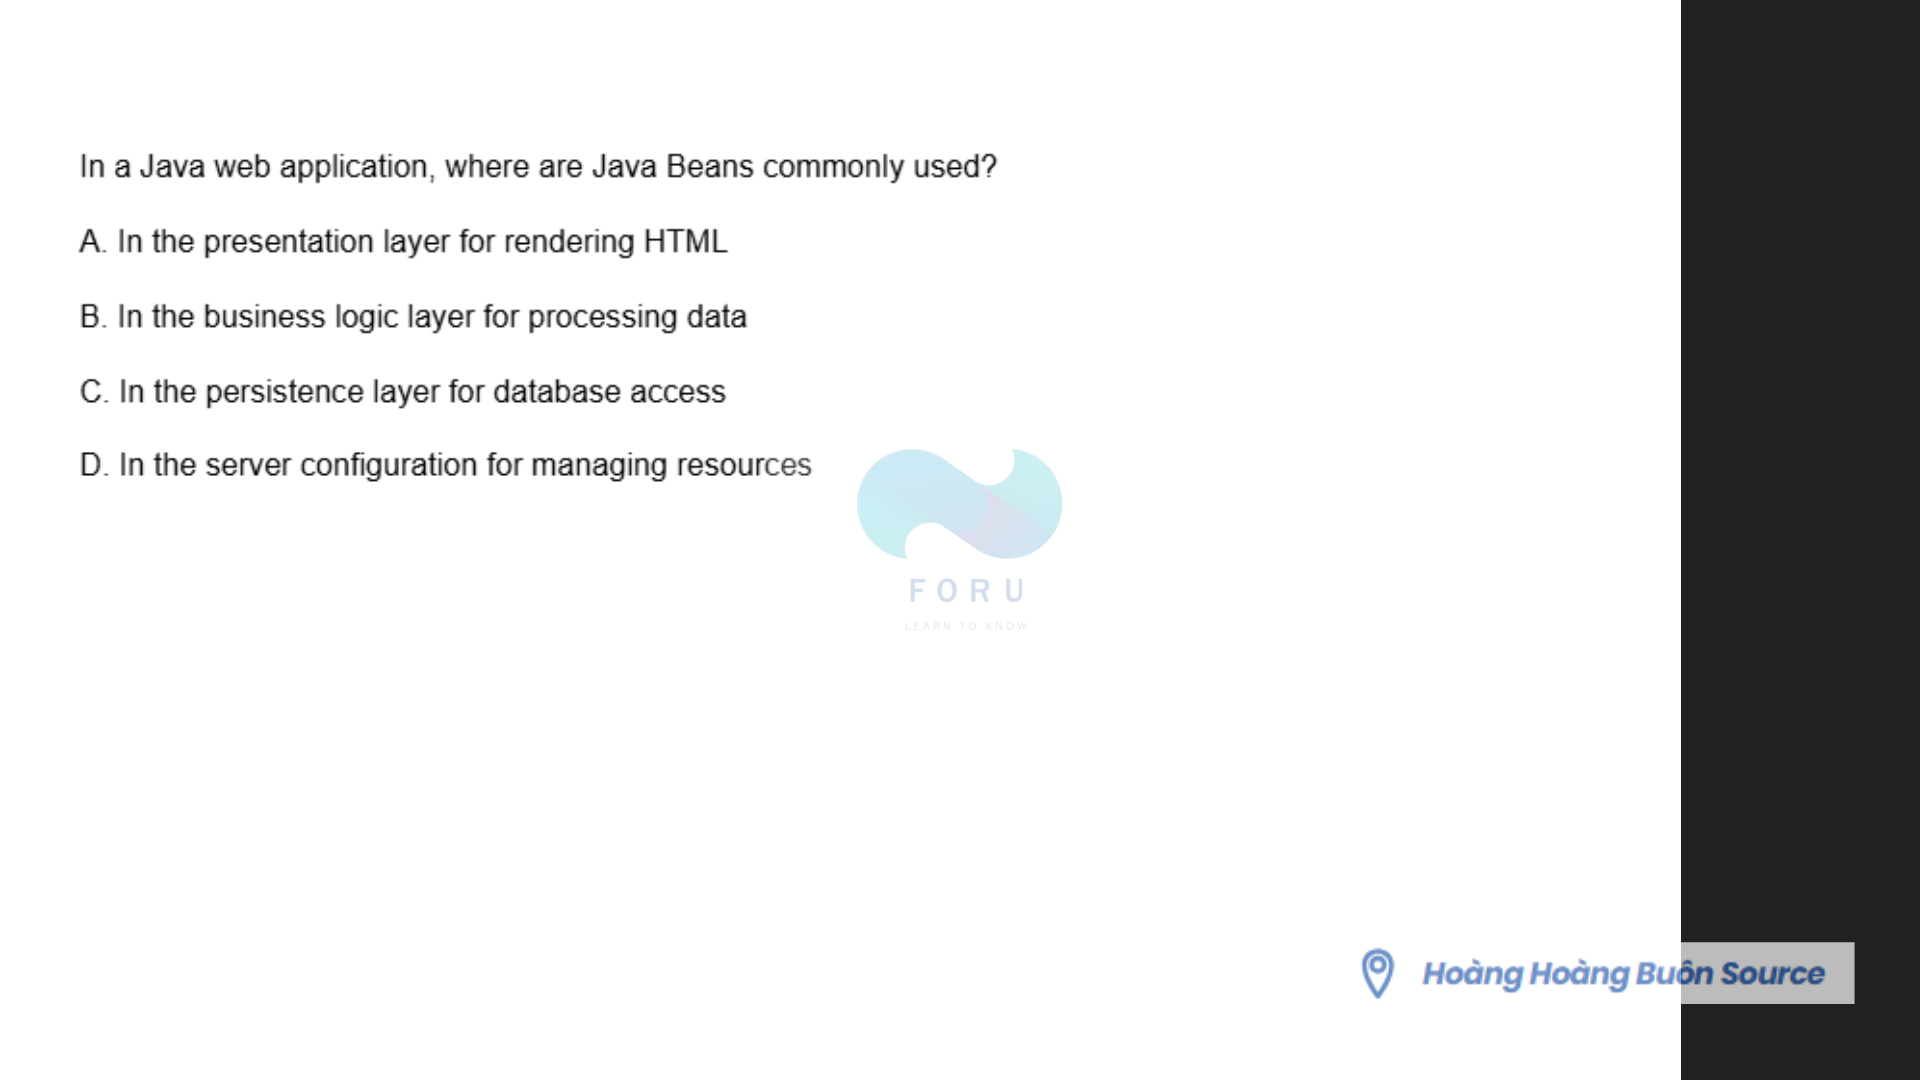 In a Java web application, where are Java Beans commonly used?
A. In the presentation layer for rendering HTML
B. In the business logic layer for processing data
C. In the persistence layer for database access
D. In the server configuration for managing resources
FORU
LEARN TO KNOW
Hoàng Hoàng Buôn Source